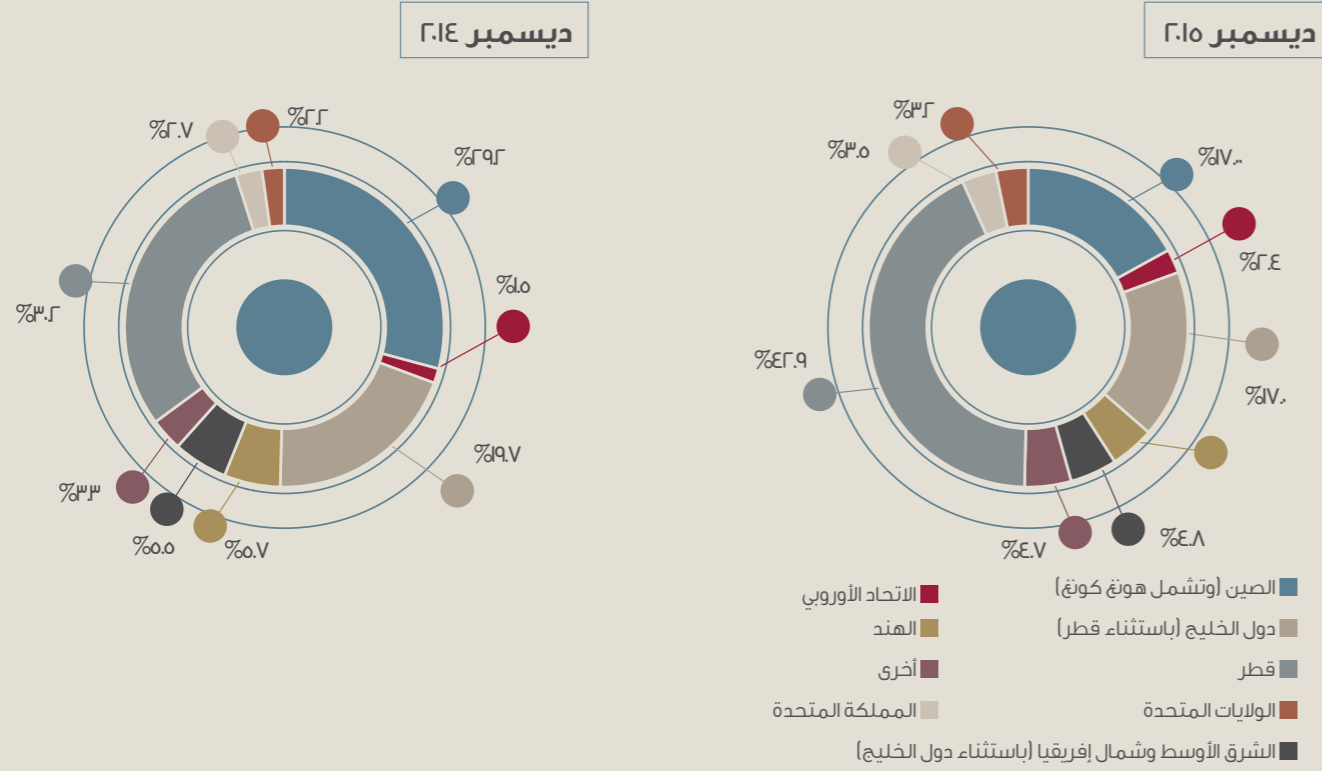 ديسمبر ٢٠١٥
٪٣.٢
٪٣.٥
٪١٧.٠٠
٪٢.٤
٪١٧.٠
٪٤٢.٩
٪٤.٨
٪٤.٧
ديسمبر ٢٠١٤
٪٢.٢
٪٢.٧
٪٢٩.٢
٪١.٥
٪٣٠.٢
٪١٩.٧
٪٣.٣
٪٥.٥
٪٥.٧
الصين (وتشمل هونغ كونغ)
الاتحاد الأوروبي
دول الخليج (باستثناء قطر)
الهند
قطر
أخرى
الولايات المتحدة
المملكة المتحدة
الشرق الأوسط وشمال إفريقيا (باستثناء دول الخليج)